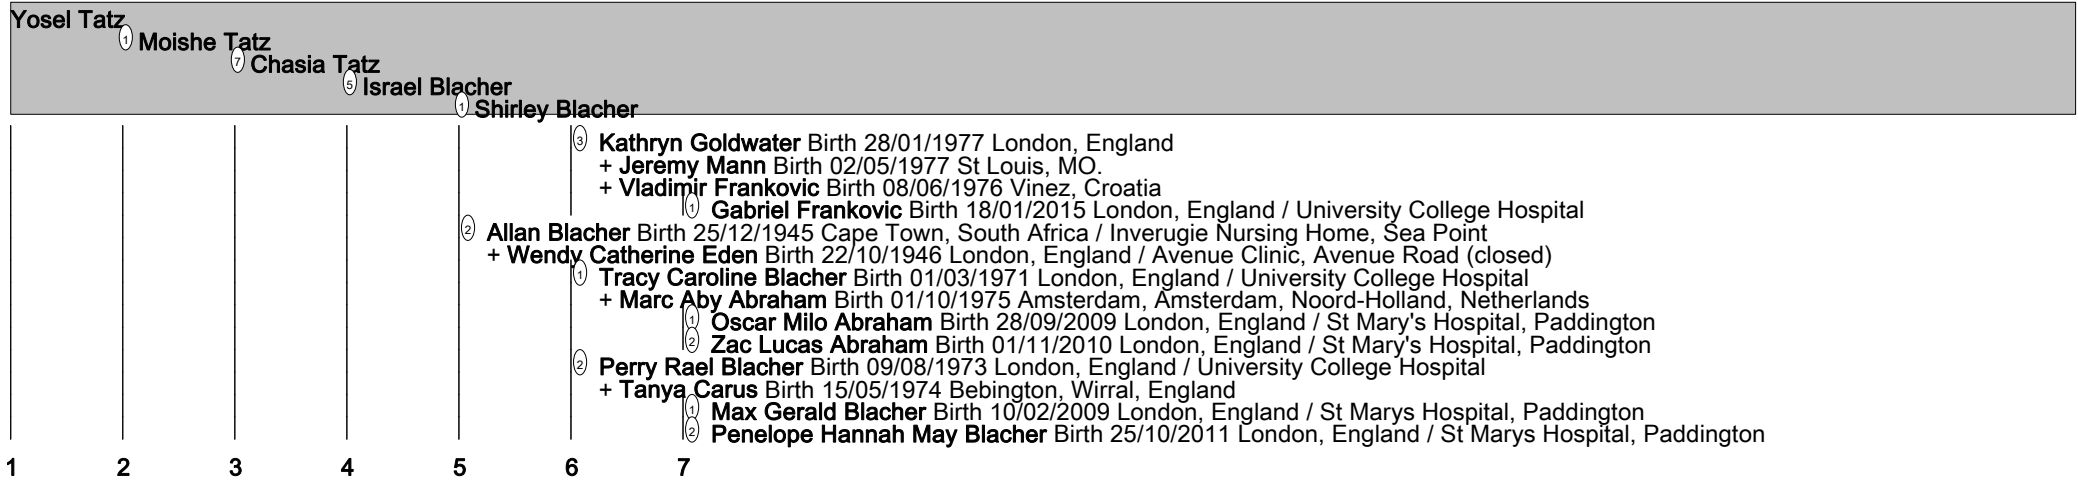 Yosel Tatz
1 Moishe Tatz
7 Chasia Tatz
5 Israel Blacher
1 Shirley Blacher
3 Kathryn Goldwater Birth 28/01/1977 London, England
+ Jeremy Mann Birth 02/05/1977 St Louis, MO.
+ Vladimir Frankovic Birth 08/06/1976 Vinez, Croatia
1 Gabriel Frankovic Birth 18/01/2015 London, England / University College Hospital
2 Allan Blacher Birth 25/12/1945 Cape Town, South Africa / Inverugie Nursing Home, Sea Point
+ Wendy Catherine Eden Birth 22/10/1946 London, England / Avenue Clinic, Avenue Road (closed)
1 Tracy Caroline Blacher Birth 01/03/1971 London, England / University College Hospital
+ Marc Aby Abraham Birth 01/10/1975 Amsterdam, Amsterdam, Noord-Holland, Netherlands
1 Oscar Milo Abraham Birth 28/09/2009 London, England / St Mary's Hospital, Paddington
2 Zac Lucas Abraham Birth 01/11/2010 London, England / St Mary's Hospital, Paddington
2 Perry Rael Blacher Birth 09/08/1973 London, England / University College Hospital
+ Tanya Carus Birth 15/05/1974 Bebington, Wirral, England
1 Max Gerald Blacher Birth 10/02/2009 London, England / St Marys Hospital, Paddington
2 Penelope Hannah May Blacher Birth 25/10/2011 London, England / St Marys Hospital, Paddington
1 2 3 4 5 6 7